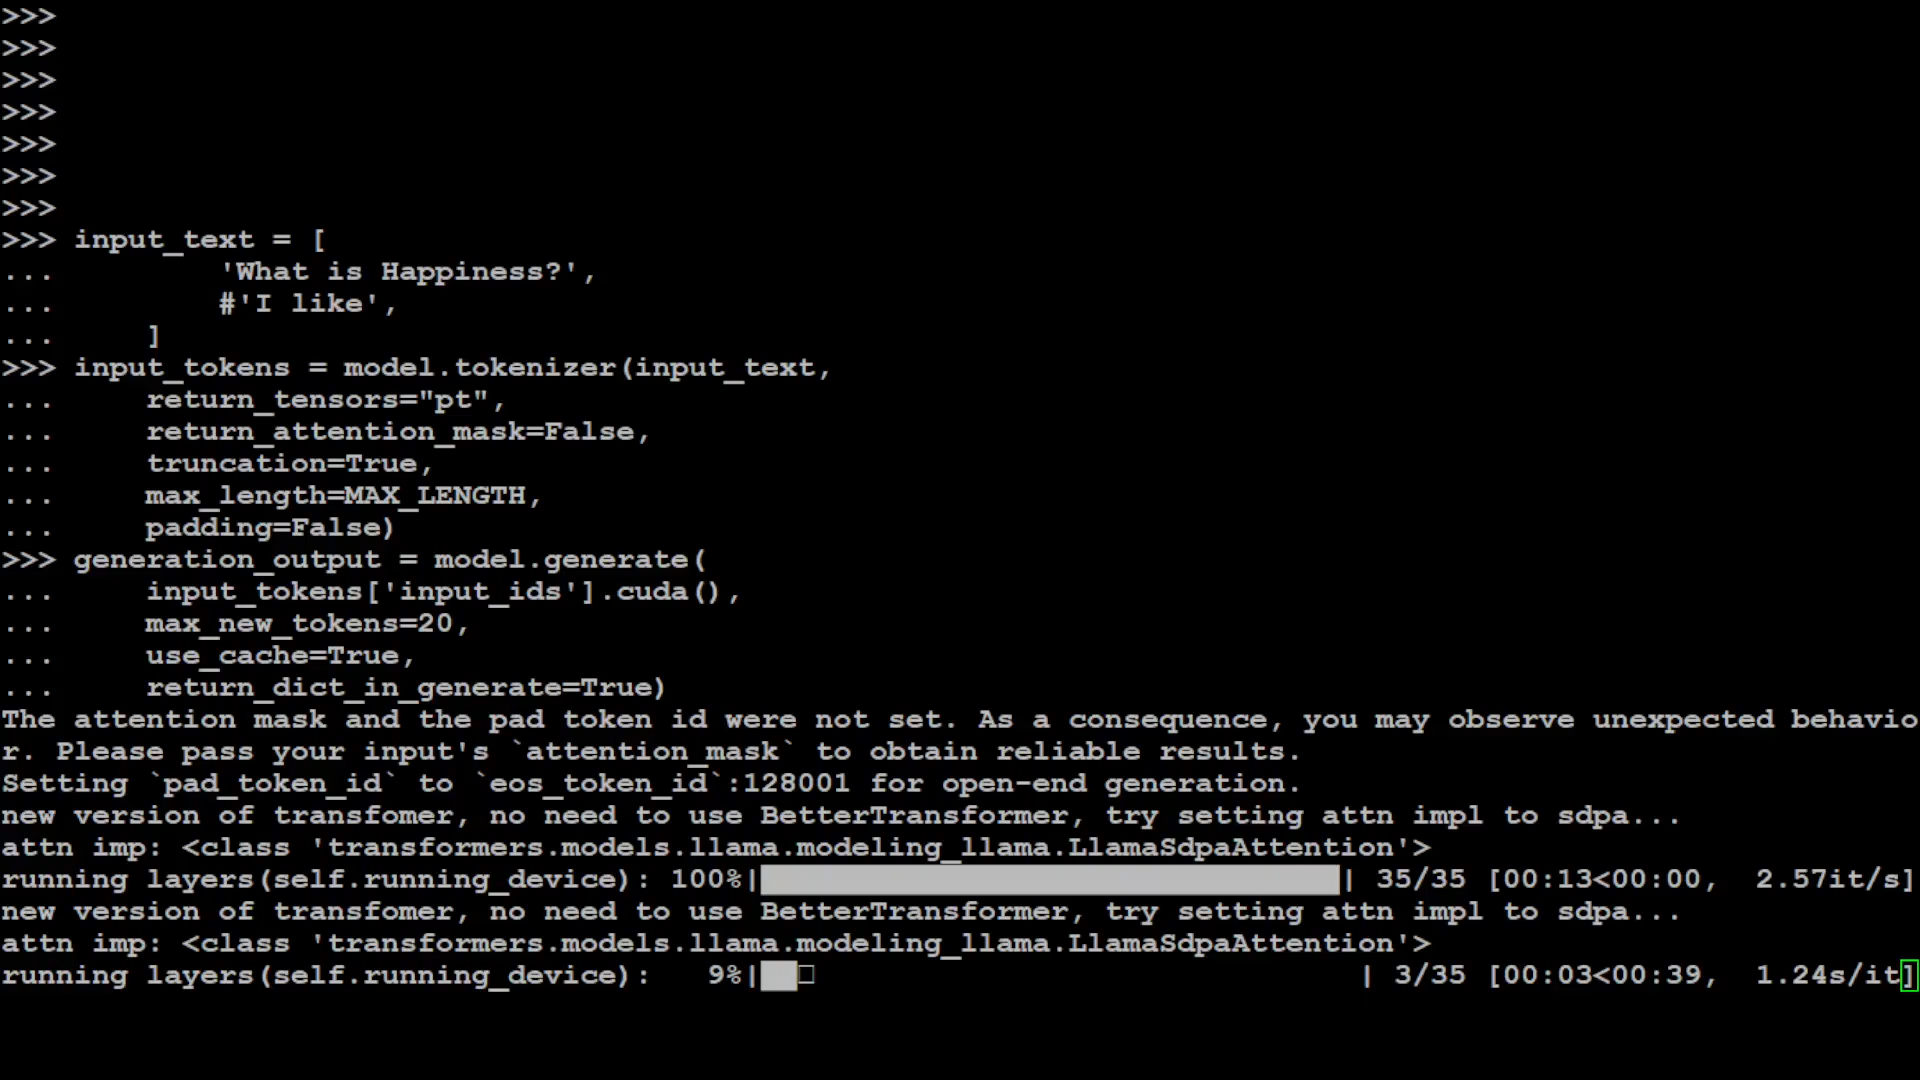 >>>
>>>
>>>
>>>
>>>
>>>
>>>
>>> input_text = [
...         'What is Happiness?',
...         #'I like',
...     ]
>>> input_tokens = model.tokenizer(input_text,
...     return_tensors="pt",
...     return_attention_mask=False,
...     truncation=True,
...     max_length=MAX_LENGTH,
...     padding=False)
>>> generation_output = model.generate(
...     input_tokens['input_ids'].cuda(),
...     max_new_tokens=20,
...     use_cache=True,
...     return_dict_in_generate=True)
The attention mask and the pad token id were not set. As a consequence, you may observe unexpected behavio
r. Please pass your input's `attention_mask` to obtain reliable results.
Setting `pad_token_id` to `eos_token_id`:128001 for open-end generation.
new version of transfomer, no need to use BetterTransformer, try setting attn impl to sdpa...
attn imp: <class 'transformers.models.llama.modeling_llama.LlamaSdpaAttention'>
running layers(self.running_device): 100%|████████████████████████████████| 35/35 [00:13<00:00,  2.57it/s]
new version of transfomer, no need to use BetterTransformer, try setting attn impl to sdpa...
attn imp: <class 'transformers.models.llama.modeling_llama.LlamaSdpaAttention'>
running layers(self.running_device):   9%|██□                              | 3/35 [00:03<00:39,  1.24s/it]